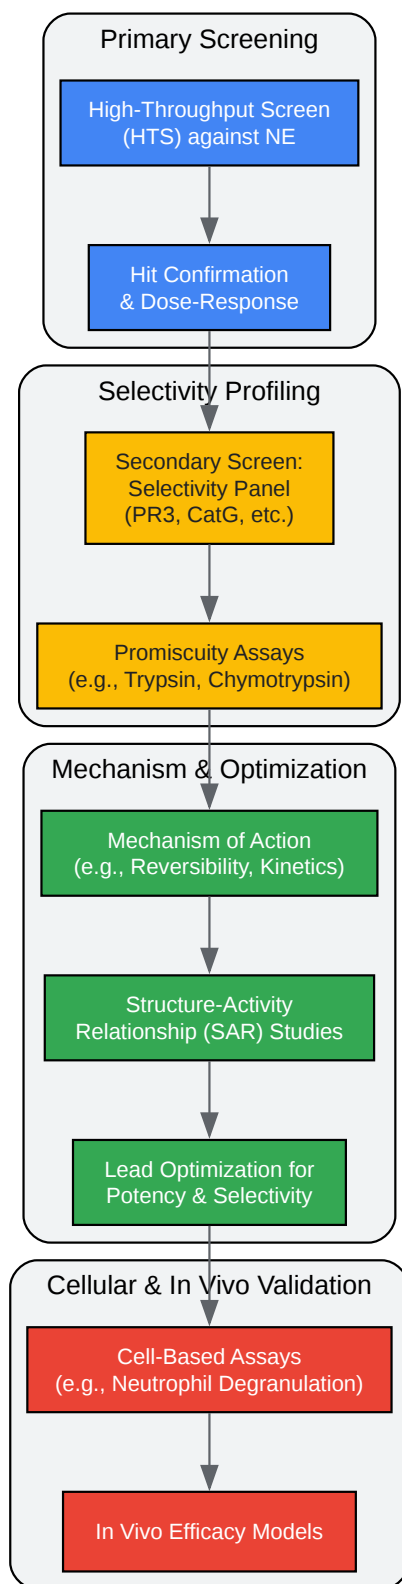 Primary Screening
High-Throughput Screen
(HTS) against NE
Hit Confirmation
& Dose-Response
Selectivity Profiling
Secondary Screen:
Selectivity Panel
(PR3, CatG, etc.)
Promiscuity Assays
(e.g., Trypsin, Chymotrypsin)
Mechanism & Optimization
Mechanism of Action
(e.g., Reversibility, Kinetics)
Structure-Activity
Relationship (SAR) Studies
Lead Optimization for
Potency & Selectivity
Cellular & In Vivo Validation
Cell-Based Assays
(e.g., Neutrophil Degranulation)
In Vivo Efficacy Models